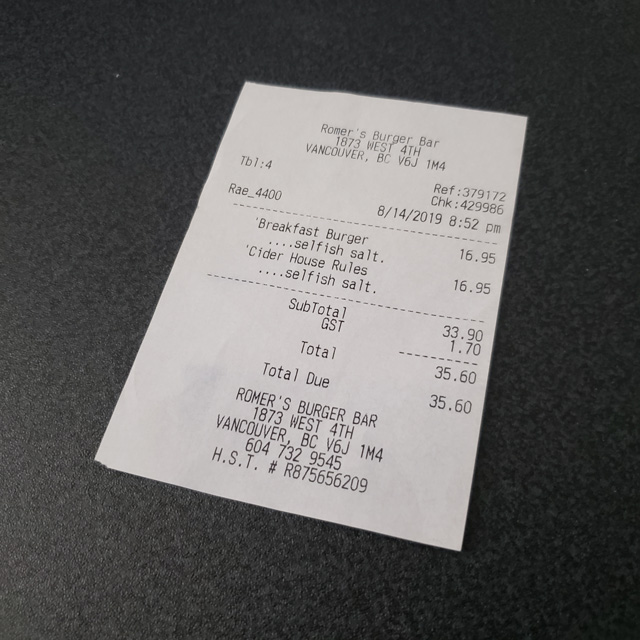 Romer's Burger Bar
1873 WEST 4TH
VANCOUVER, BC V6J 1M4
Tbl:4 Ref:379172
Chk:429986
Rae_4400 8/14/2019 8:52 pm
'Breakfast Burger 16.95
....selfish salt.
'Cider House Rules 16.95
....selfish salt.
SubTotal 33.90
GST 1.70
Total 35.60
Total Due 35.60
ROMER'S BURGER BAR
1873 WEST 4TH
VANCOUVER, BC V6J 1M4
604 732 9545
H.S.T. # R875656209